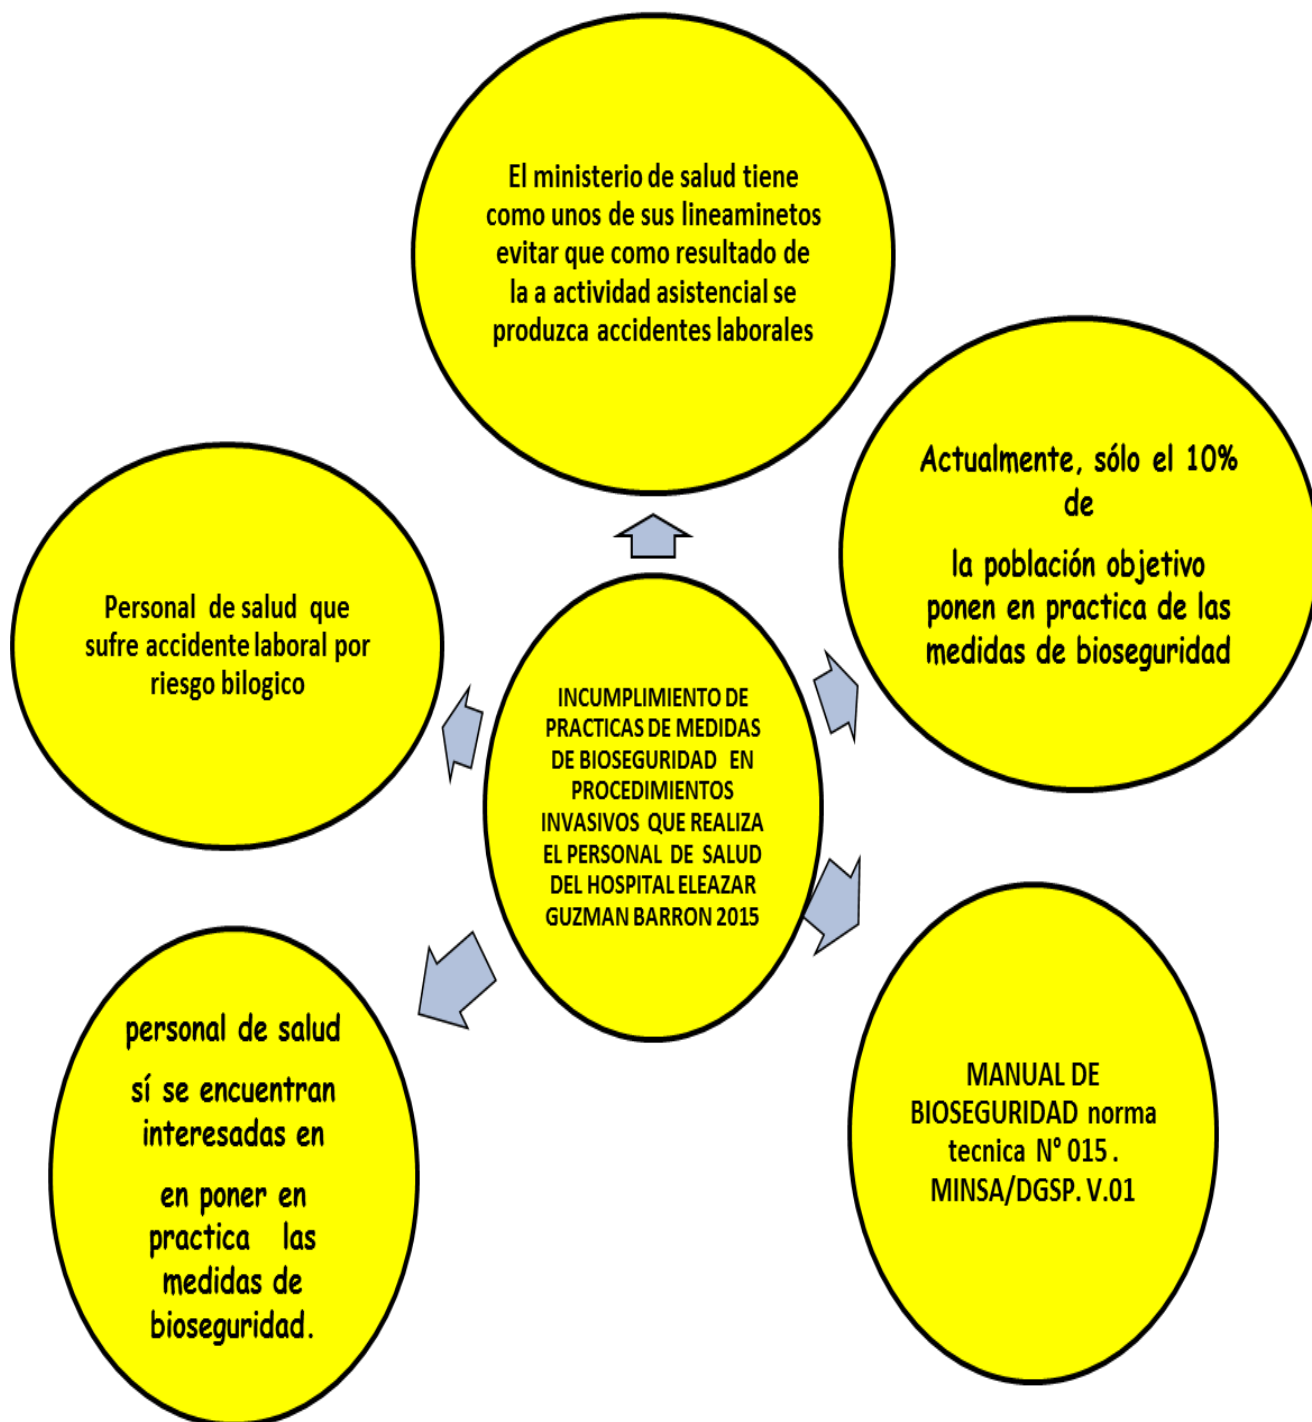 El ministerio de salud tiene
como unos de sus lineaminetos
evitar que como resultado de
la a actividad asistencial se
produzca accidentes laborales
Actualmente, sólo el 10%
de
la población objetivo
ponen en practica de las
medidas de bioseguridad
Personal de salud que
sufre accidente laboral por
riesgo bilogico
INCUMPLIMIENTO DE
PRACTICAS DE MEDIDAS
DE BIOSEGURIDAD EN
PROCEDIMIENTOS
INVASIVOS QUE REALIZA
EL PERSONAL DE SALUD
DEL HOSPITAL ELEAZAR
GUZMAN BARRON 2015
personal de salud
sí se encuentran
interesadas en
en poner en
practica las
medidas de
bioseguridad.
MANUAL DE
BIOSEGURIDAD norma
tecnica N° 015 .
MINSA/DGSP. V.01